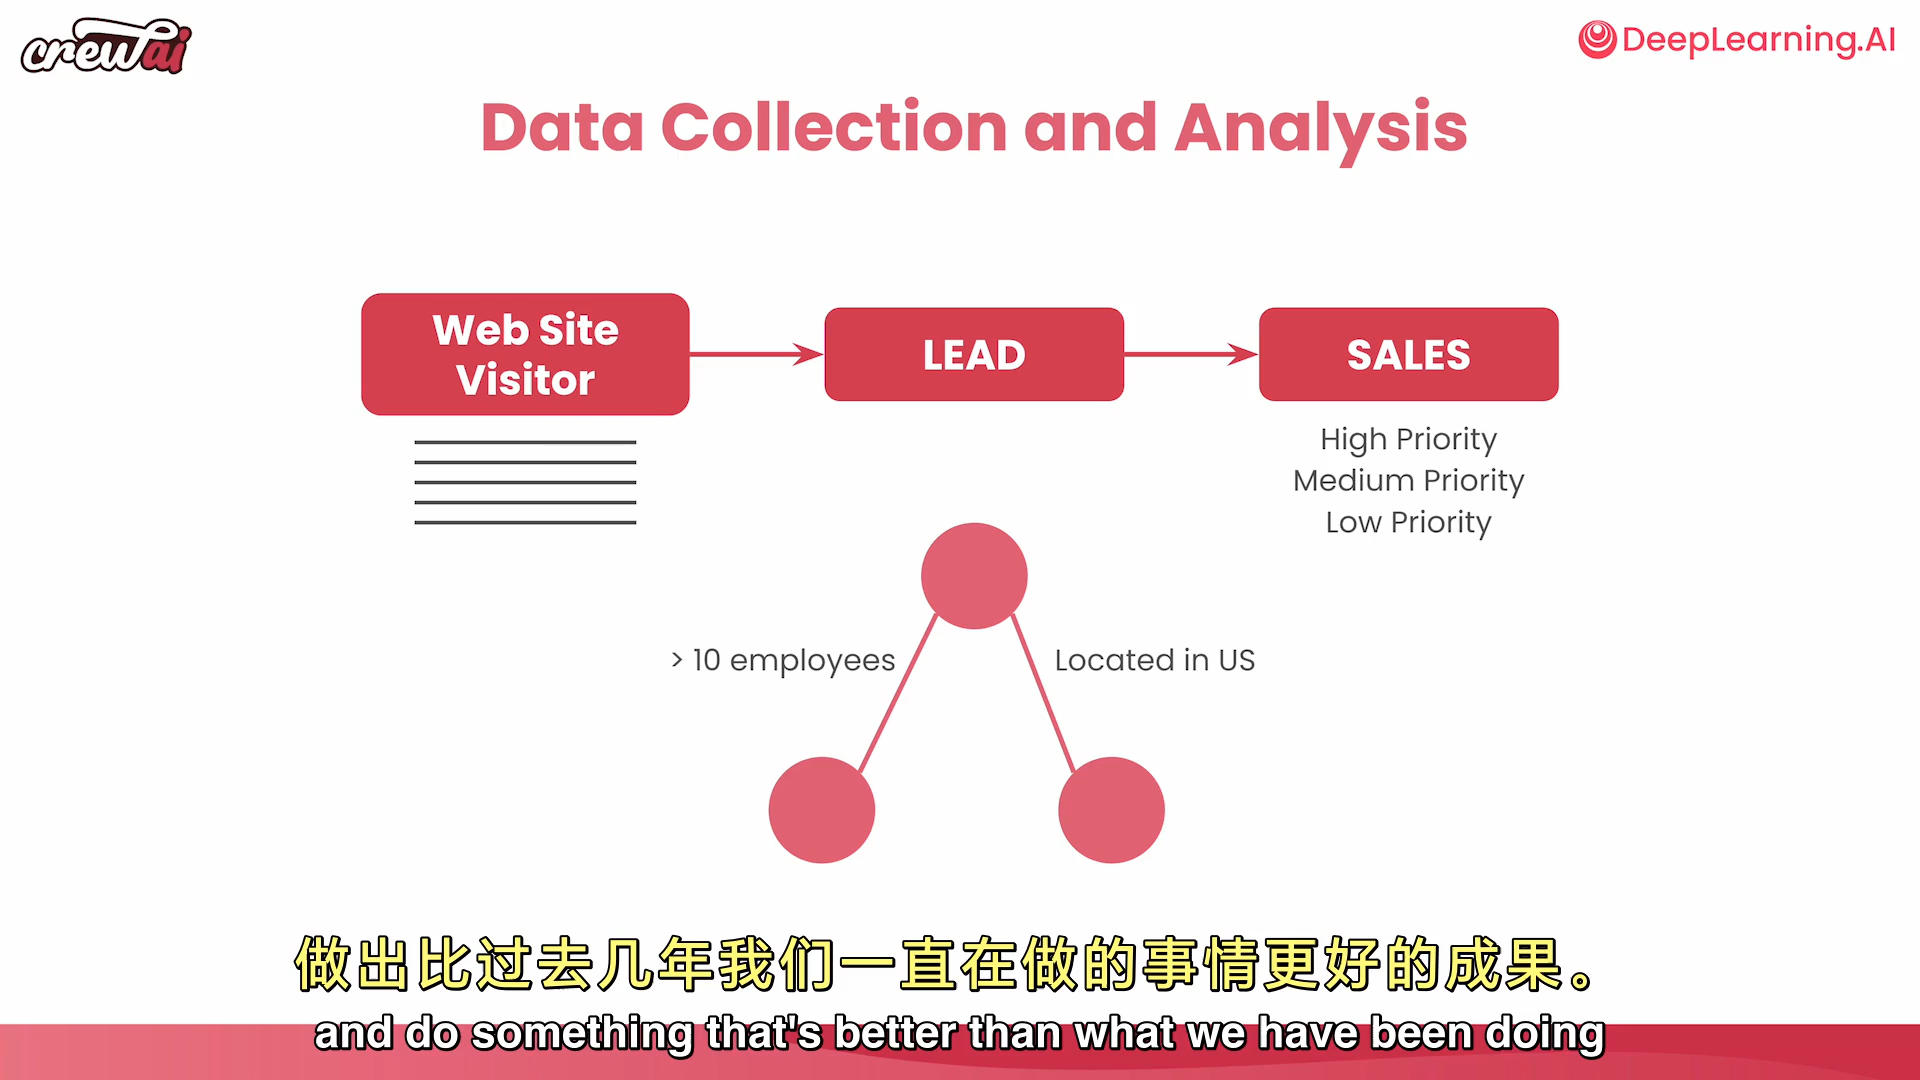 crewai
DeepLearning.AI
Data Collection and Analysis
Web Site
Visitor
LEAD
SALES
High Priority
Medium Priority
Low Priority
> 10 employees
Located in US
做出比过去几年我们一直在做的事情更好的成果。
and do something that's better than what we have been doing